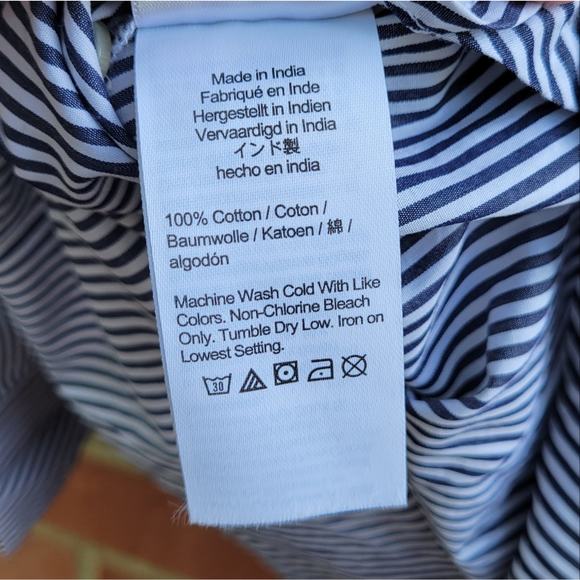 Made in India
Fabriqué en Inde
Hergestellt in Indien
Vervaardigd in India
インド製
hecho en india
100% Cotton / Coton /
Baumwolle / Katoen / 綿 /
algodón
Machine Wash Cold With Like
Colors. Non-Chlorine Bleach
Only. Tumble Dry Low. Iron on
Lowest Setting.
30